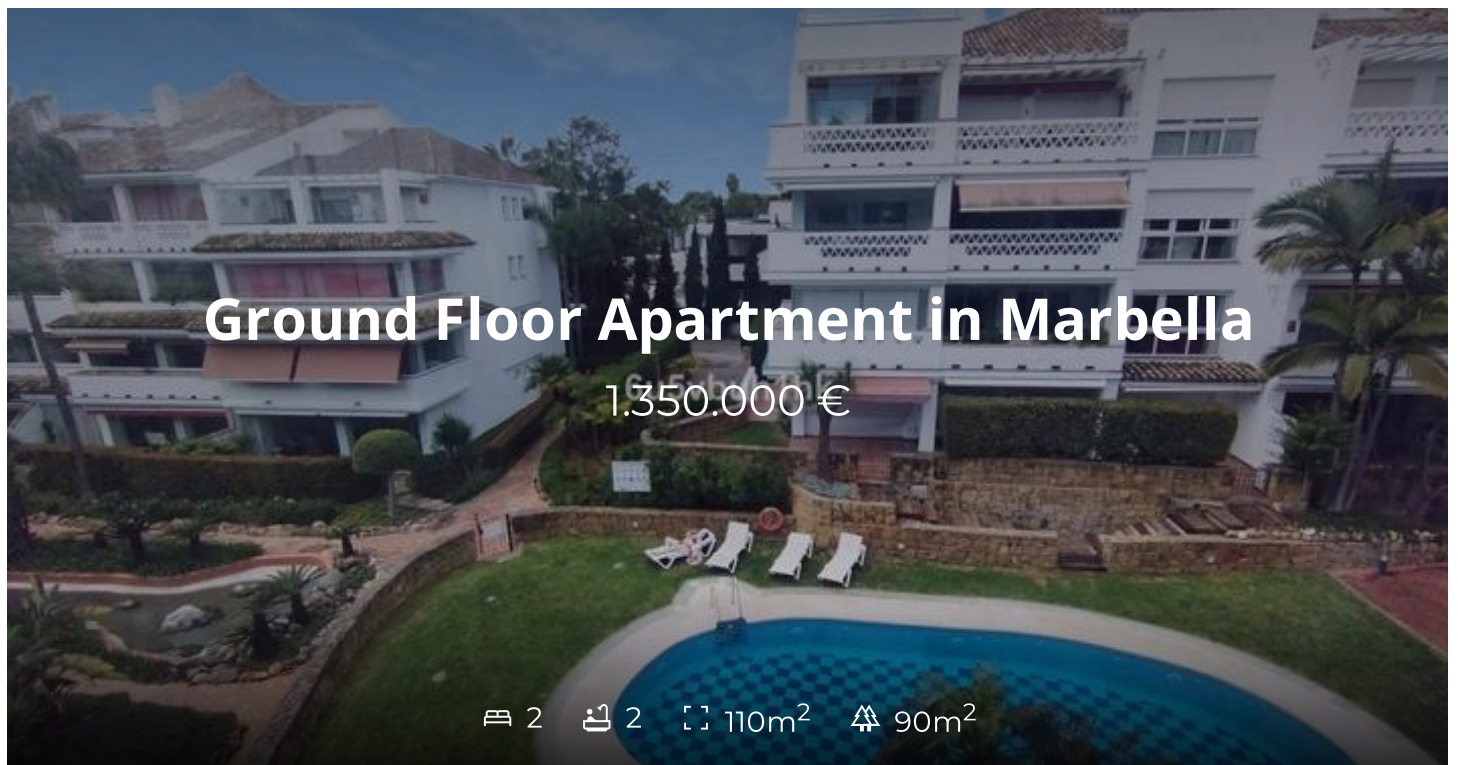 Ground Floor Apartment in Marbella
1.350.000 €
2 2 110m² 90m²